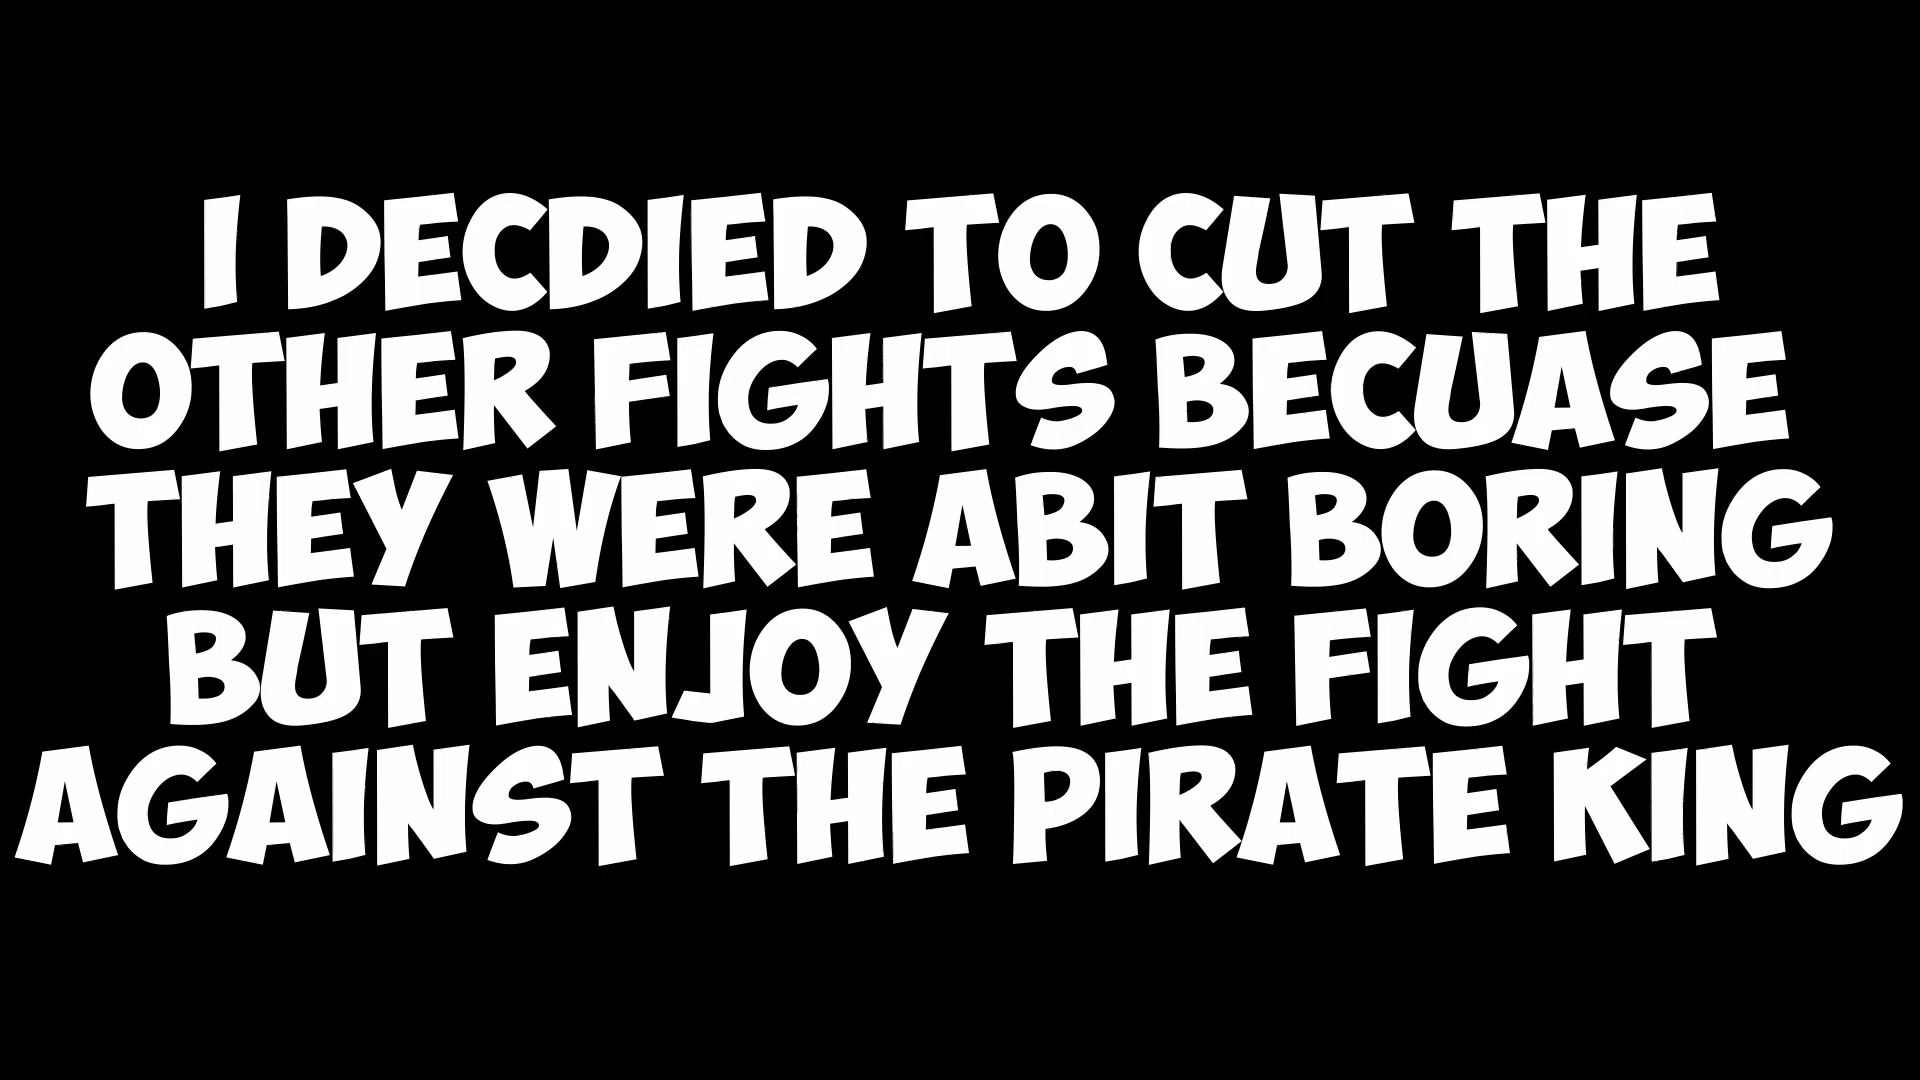 I DECDIED TO CUT THE
OTHER FIGHTS BECUASE
THEY WERE ABIT BORING
BUT ENJOY THE FIGHT
AGAINST THE PIRATE KING